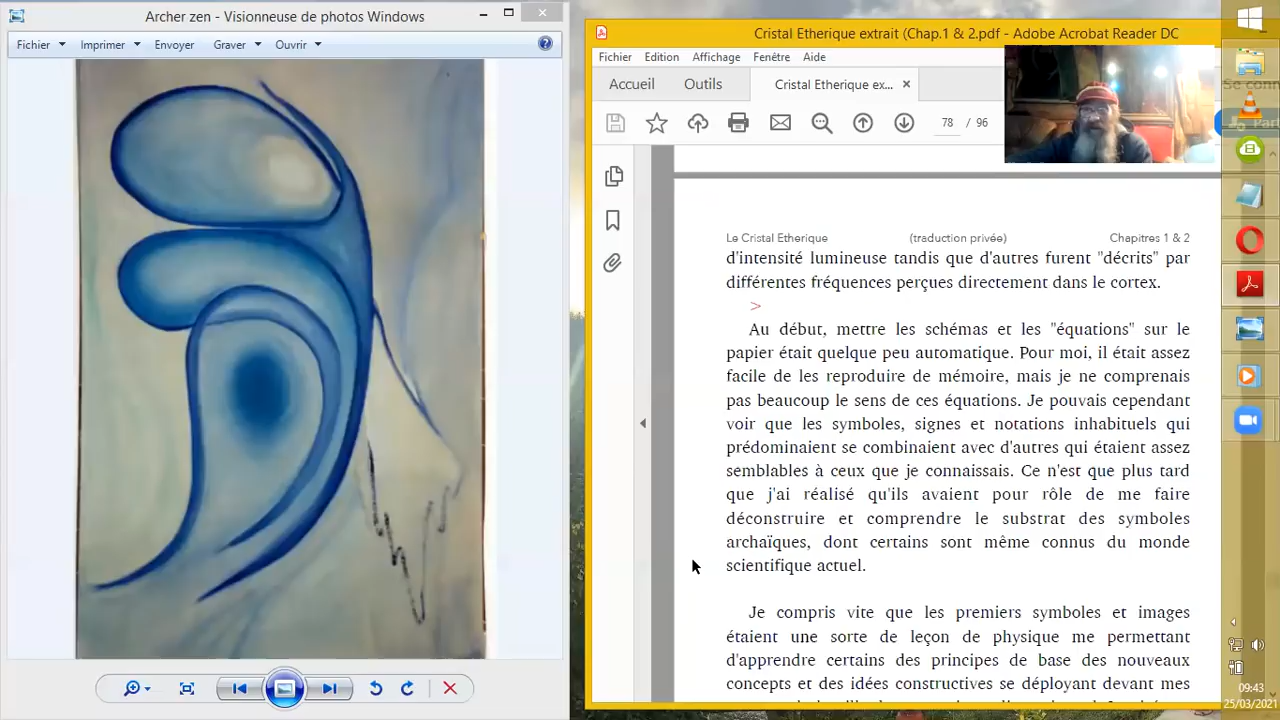 Archer zen - Visionneuse de photos Windows
Fichier Imprimer Envoyer Graver Ouvrir
Cristal Etherique extrait (Chap.1 & 2.pdf - Adobe Acrobat Reader DC
Fichier Edition Affichage Fenêtre Aide
Accueil Outils Cristal Etherique ex...
78 / 96
Le Cristal Etherique (traduction privée) Chapitres 1 & 2
d'intensité lumineuse tandis que d'autres furent "décrits" par
différentes fréquences perçues directement dans le cortex.
>
Au début, mettre les schémas et les "équations" sur le
papier était quelque peu automatique. Pour moi, il était assez
facile de les reproduire de mémoire, mais je ne comprenais
pas beaucoup le sens de ces équations. Je pouvais cependant
voir que les symboles, signes et notations inhabituels qui
prédominaient se combinaient avec d'autres qui étaient assez
semblables à ceux que je connaissais. Ce n'est que plus tard
que j'ai réalisé qu'ils avaient pour rôle de me faire
déconstruire et comprendre le substrat des symboles
archaïques, dont certains sont mêne connus du monde
scientifique actuel.
Je compris vite que les premiers symboles et images
étaient une sorte de leçon de physique me permettant
d'apprendre certains des principes de base des nouveaux
concepts et des idées constructives se déployant devant mes
09:43
25/03/2021